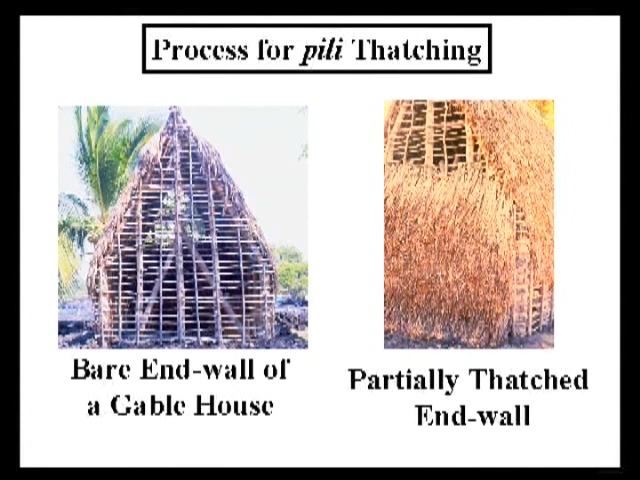 Process for pili Thatching
Bare End-wall of
a Gable House
Partially Thatched
End-wall